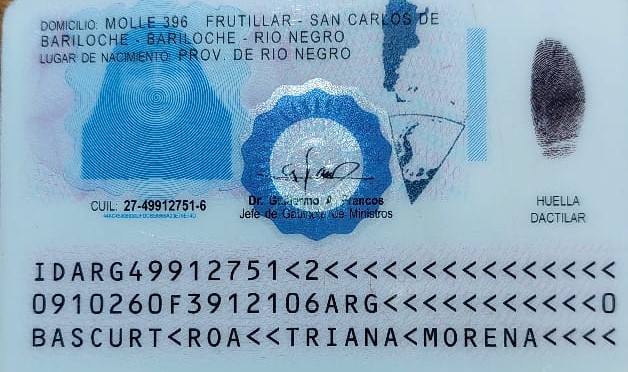 DOMICILIO: MOLLE 396 FRUTILLAR - SAN CARLOS DE
BARILOCHE - BARILOCHE - RIO NEGRO
LUGAR DE NACIMIENTO: PROV. DE RIO NEGRO
CUIL: 27-49912751-6
Dr. Guillermo A. Francos
Jefe de Gabinete de Ministros
HUELLA
DACTILAR
IDARG49912751<2<<<<<<<<<<<<<<<
0910260F3912106ARG<<<<<<<<<<<0
BASCURT<ROA<<TRIANA<MORENA<<<<